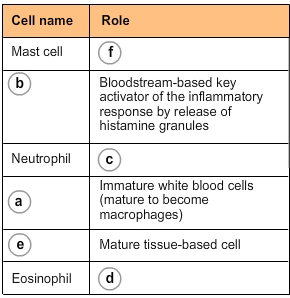 Cell name Role
Mast cell f
b Bloodstream-based key
activator of the inflammatory
response by release of
histamine granules
Neutrophil c
a Immature white blood cells
(mature to become
macrophages)
e Mature tissue-based cell
Eosinophil d